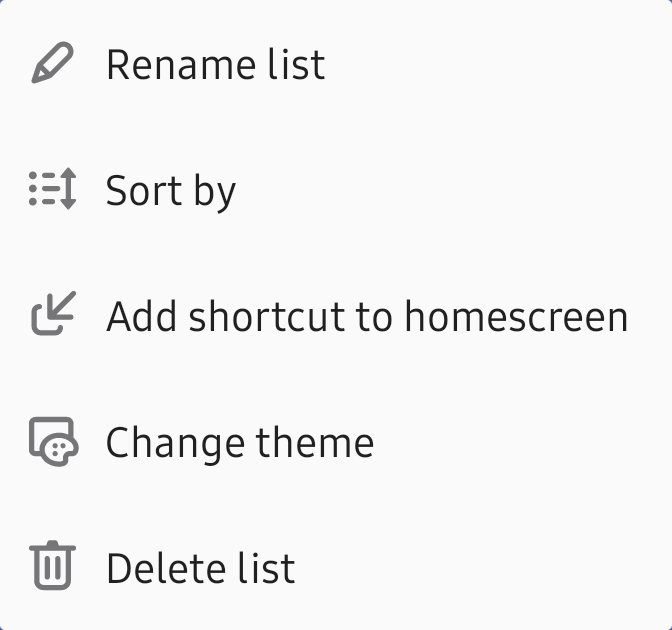 Rename list
Sort by
Add shortcut to homescreen
Change theme
Delete list